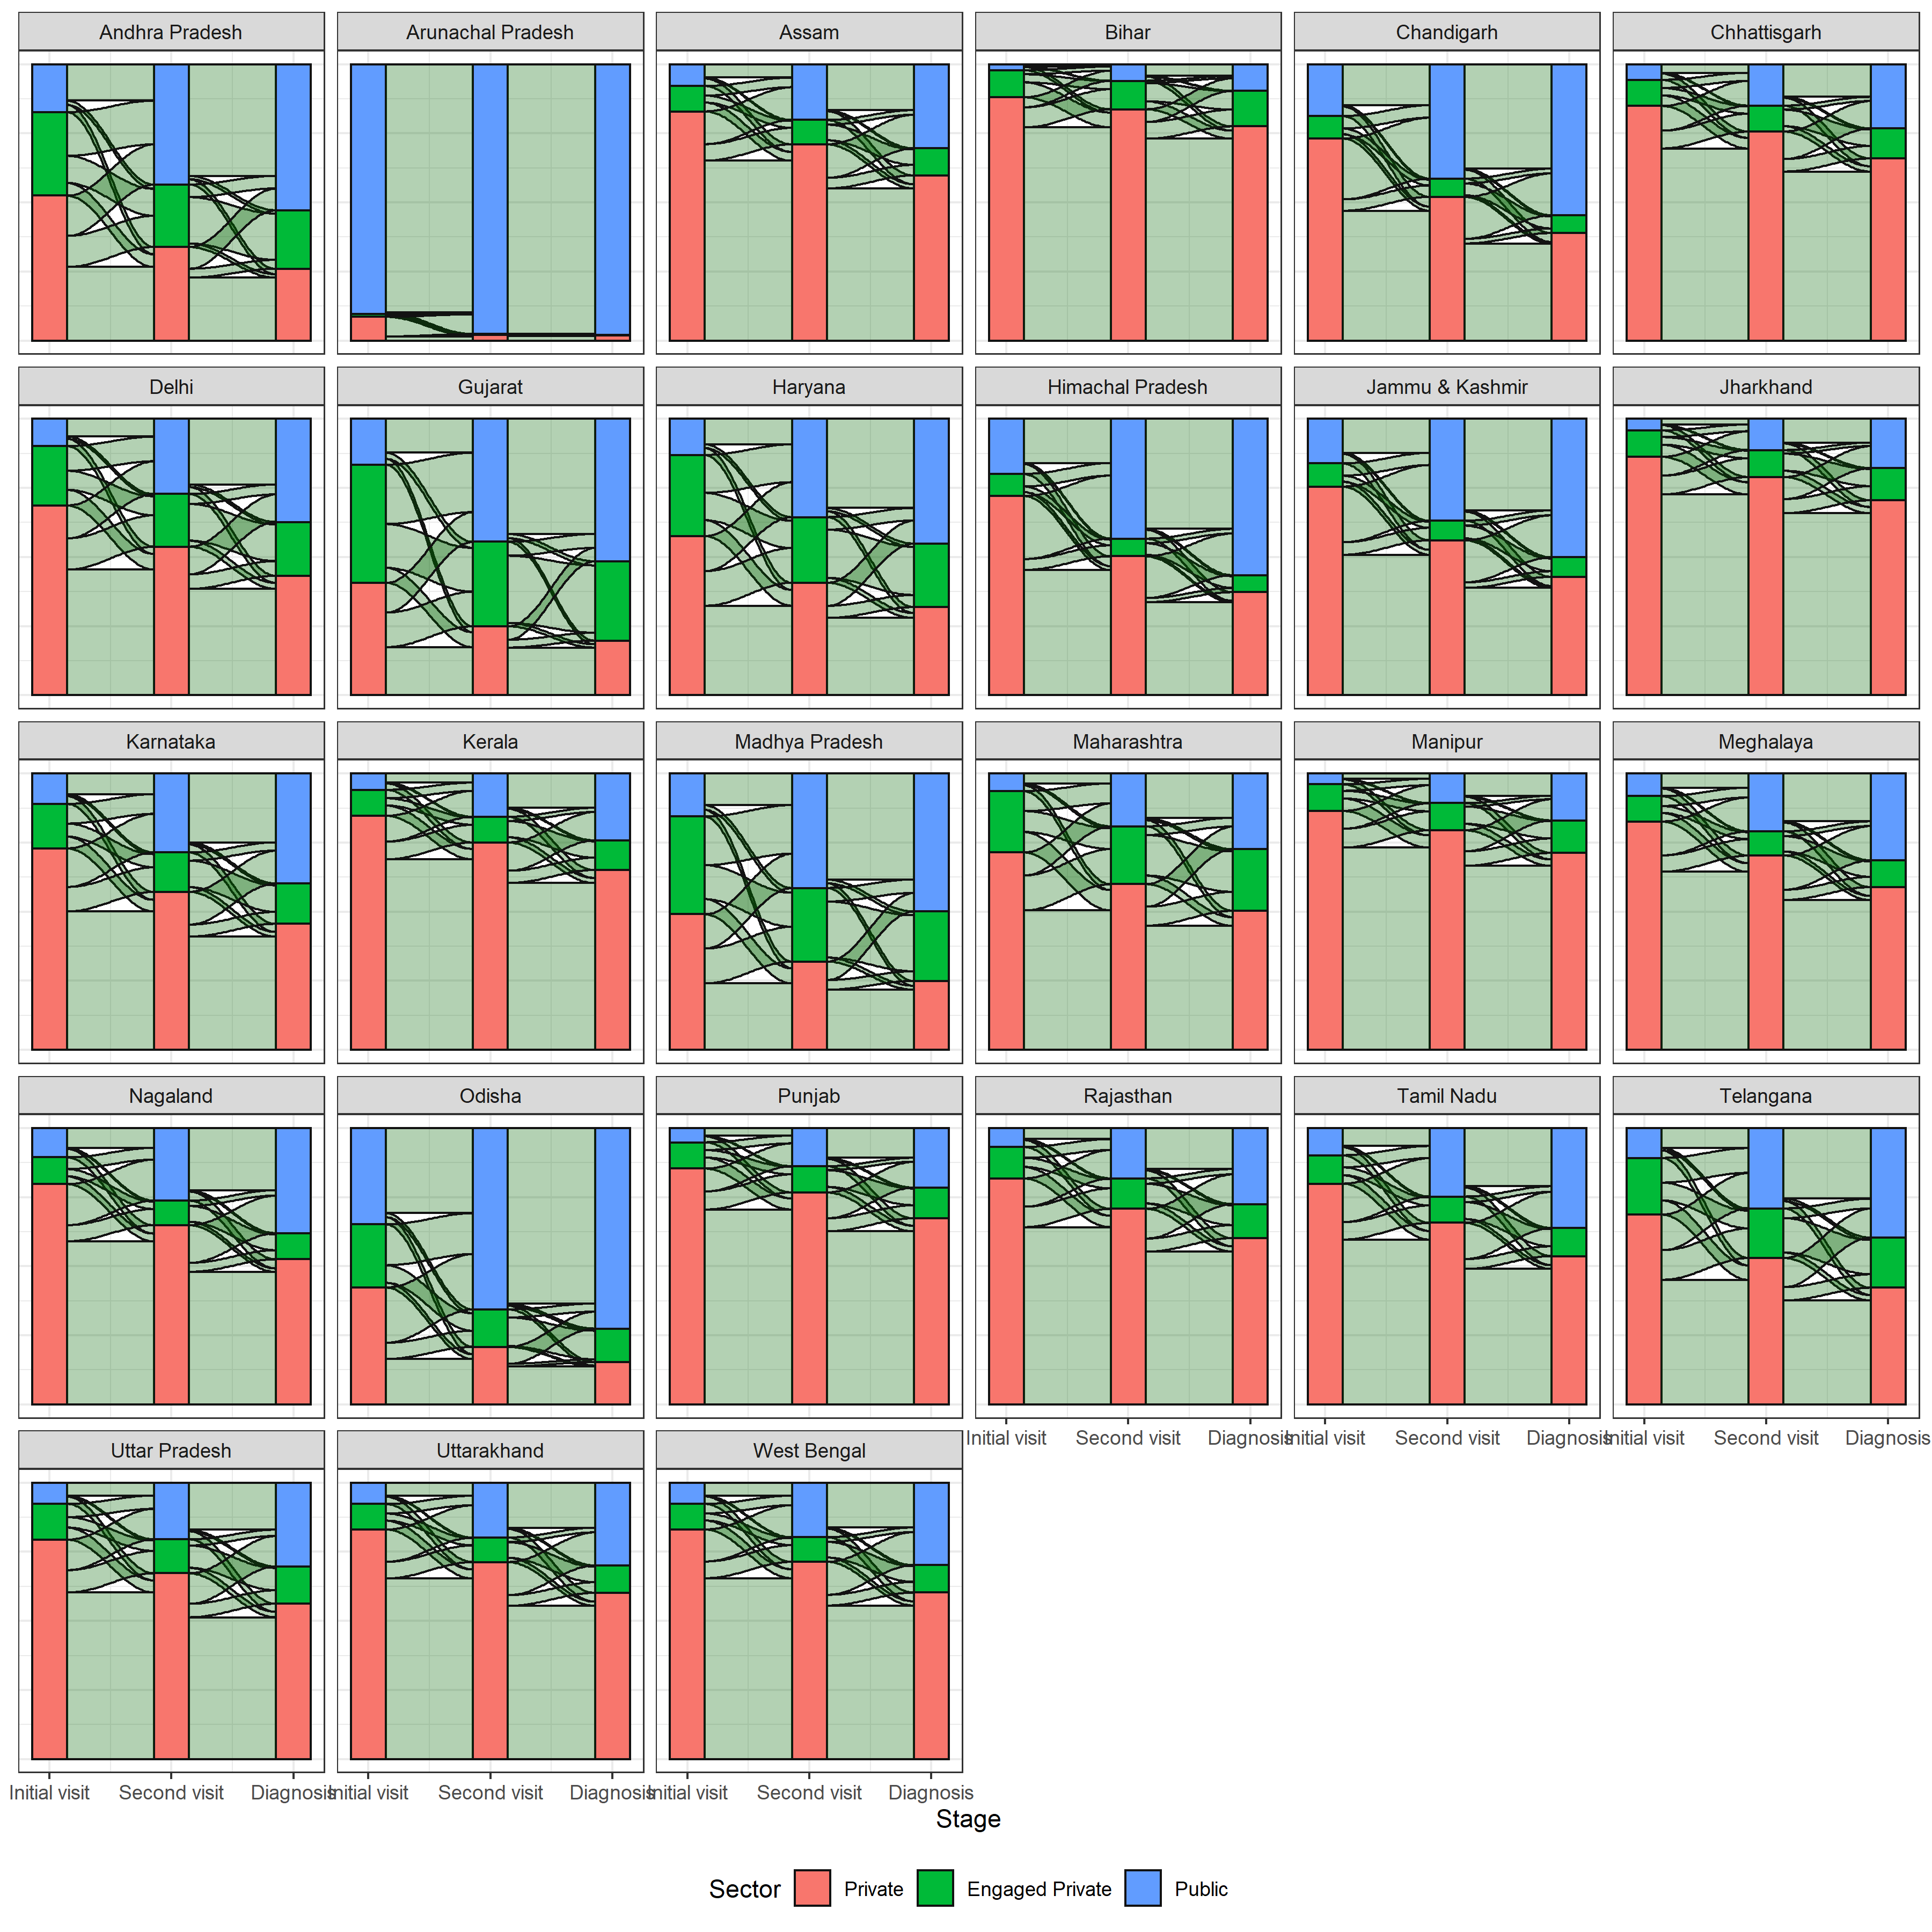 Andhra Pradesh
Arunachal Pradesh
Assam
Bihar
Chandigarh
Chhattisgarh
Delhi
Gujarat
Haryana
Himachal Pradesh
Jammu & Kashmir
Jharkhand
Karnataka
Kerala
Madhya Pradesh
Maharashtra
Manipur
Meghalaya
Nagaland
Odisha
Punjab
Rajasthan
Tamil Nadu
Telangana
Initial visit Second visit Diagnosis Initial visit Second visit Diagnosis Initial visit Second visit Diagnosis
Uttar Pradesh
Uttarakhand
West Bengal
Initial visit Second visit Diagnosis Initial visit Second visit Diagnosis Initial visit Second visit Diagnosis
Stage
Sector Private Engaged Private Public